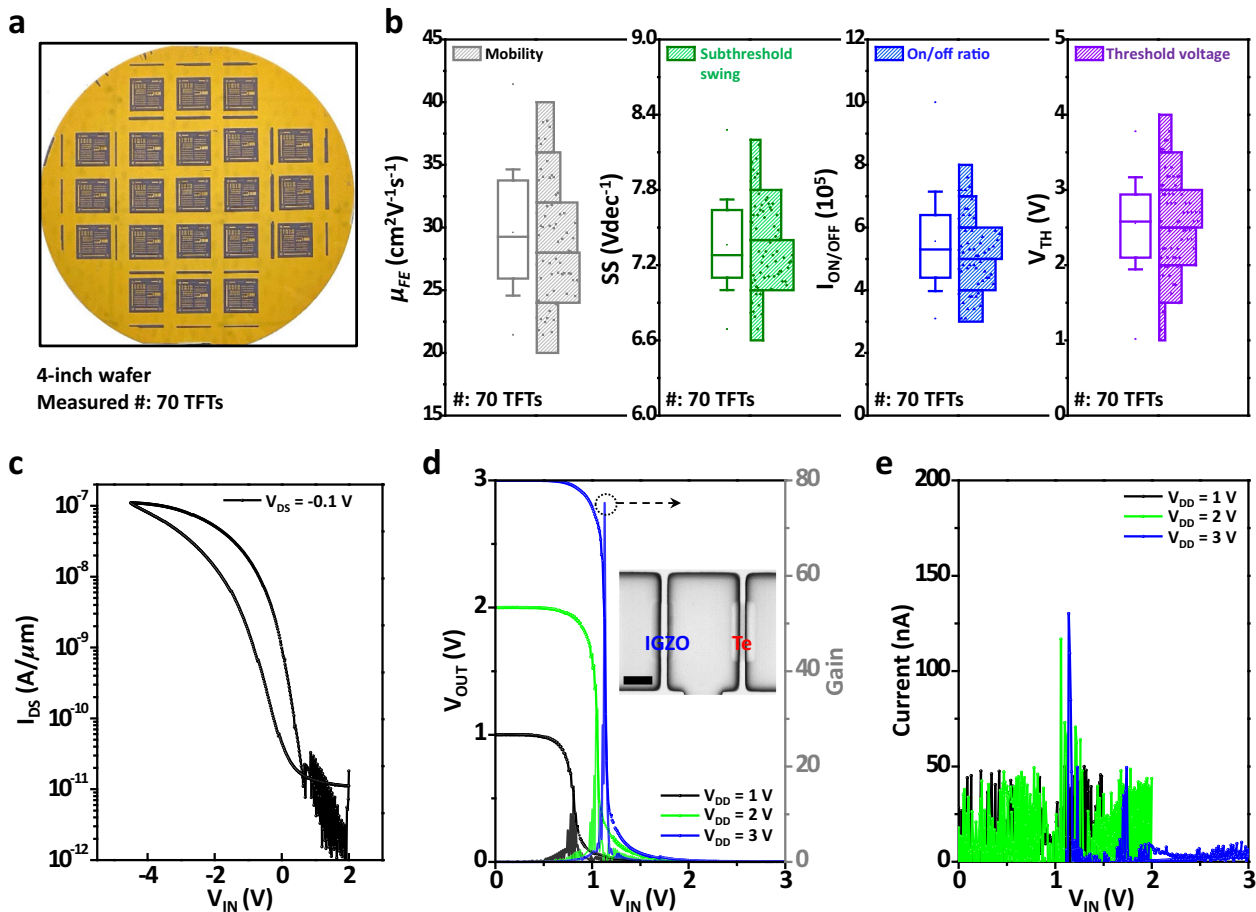 a
4-inch wafer
Measured #: 70 TFTs
b
45
40
35
30
25
20
15
μFE (cm²V⁻¹s⁻¹)
Mobility
#: 70 TFTs
9.0
8.4
7.8
7.2
6.6
6.0
SS (Vdec⁻¹)
Subthreshold
swing
#: 70 TFTs
12
10
8
6
4
2
0
ION/OFF (10⁵)
On/off ratio
#: 70 TFTs
5
4
3
2
1
0
VTH (V)
Threshold voltage
#: 70 TFTs
c
10⁻⁷
10⁻⁸
10⁻⁹
10⁻¹⁰
10⁻¹¹
10⁻¹²
IDS (A/μm)
VDS = -0.1 V
-4 -2 0 2
VIN (V)
d
3
2
1
0
VOUT (V)
80
60
40
20
0
Gain
IGZO Te
VDD = 1 V
VDD = 2 V
VDD = 3 V
0 1 2 3
VIN (V)
e
200
150
100
50
0
Current (nA)
VDD = 1 V
VDD = 2 V
VDD = 3 V
0 1 2 3
VIN (V)